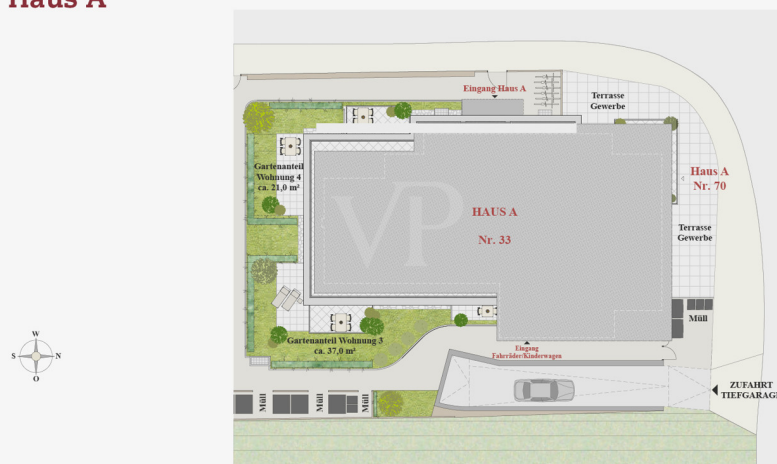 Haus A
Eingang Haus A
Terrasse
Gewerbe
Gartenanteil
Wohnung 4
ca. 21,0 m²
Haus A
Nr. 70
HAUS A
VP
Nr. 33
Terrasse
Gewerbe
Müll
Gartenanteil Wohnung 3
ca. 37,0 m²
Eingang
Fahrräder/Kinderwagen
W
S
N
O
ZUFAHRT
TIEFGARAGE
Müll
Müll
Müll